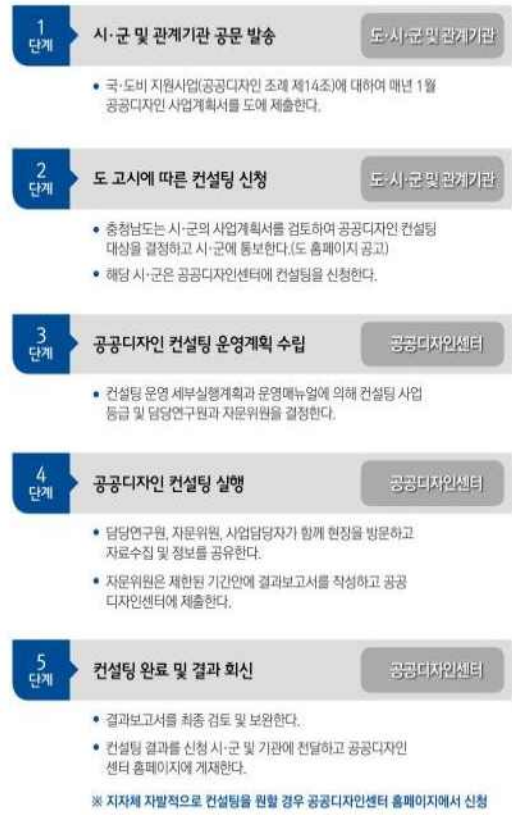 1
단계
시·군 및 관계기관 공문 발송
도·시·군 및 관계기관
• 국·도비 지원사업(공공디자인 조례 제14조)에 대하여 매년 1월
공공디자인 사업계획서를 도에 제출한다.
2
단계
도 고시에 따른 컨설팅 신청
도·시·군 및 관계기관
• 충청남도는 시·군의 사업계획서를 검토하여 공공디자인 컨설팅
대상을 결정하고 시·군에 통보한다.(도 홈페이지 공고)
• 해당 시·군은 공공디자인센터에 컨설팅을 신청한다.
3
단계
공공디자인 컨설팅 운영계획 수립
공공디자인센터
• 컨설팅 운영 세부실행계획과 운영매뉴얼에 의해 컨설팅 사업
등급 및 담당연구원과 자문위원을 결정한다.
4
단계
공공디자인 컨설팅 실행
공공디자인센터
• 담당연구원, 자문위원, 사업담당자가 함께 현장을 방문하고
자료수집 및 정보를 공유한다.
• 자문위원은 제한된 기간안에 결과보고서를 작성하고 공공
디자인센터에 제출한다.
5
단계
컨설팅 완료 및 결과 회신
공공디자인센터
• 결과보고서를 최종 검토 및 보완한다.
• 컨설팅 결과를 신청 시·군 및 기관에 전달하고 공공디자인
센터 홈페이지에 게재한다.
※ 지자체 자발적으로 컨설팅을 원할 경우 공공디자인센터 홈페이지에서 신청